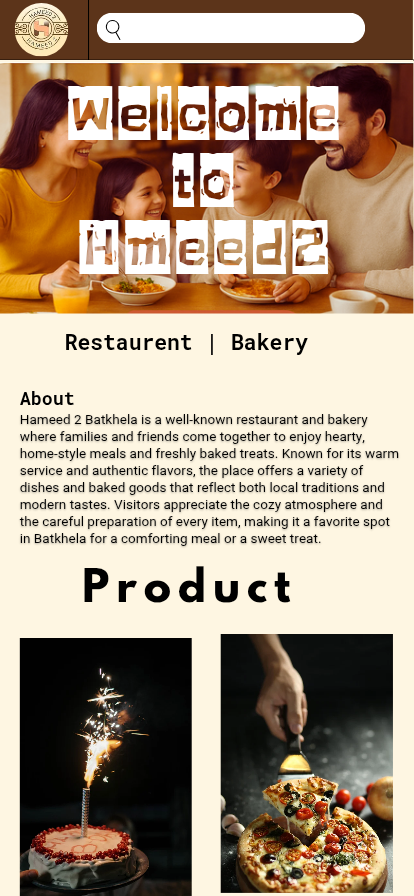 HAMEED 2
HAMEED 2
Welcome
to
Hmeed2
Restaurent | Bakery
About
Hameed 2 Batkhela is a well-known restaurant and bakery
where families and friends come together to enjoy hearty,
home-style meals and freshly baked treats. Known for its warm
service and authentic flavors, the place offers a variety of
dishes and baked goods that reflect both local traditions and
modern tastes. Visitors appreciate the cozy atmosphere and
the careful preparation of every item, making it a favorite spot
in Batkhela for a comforting meal or a sweet treat.
Product